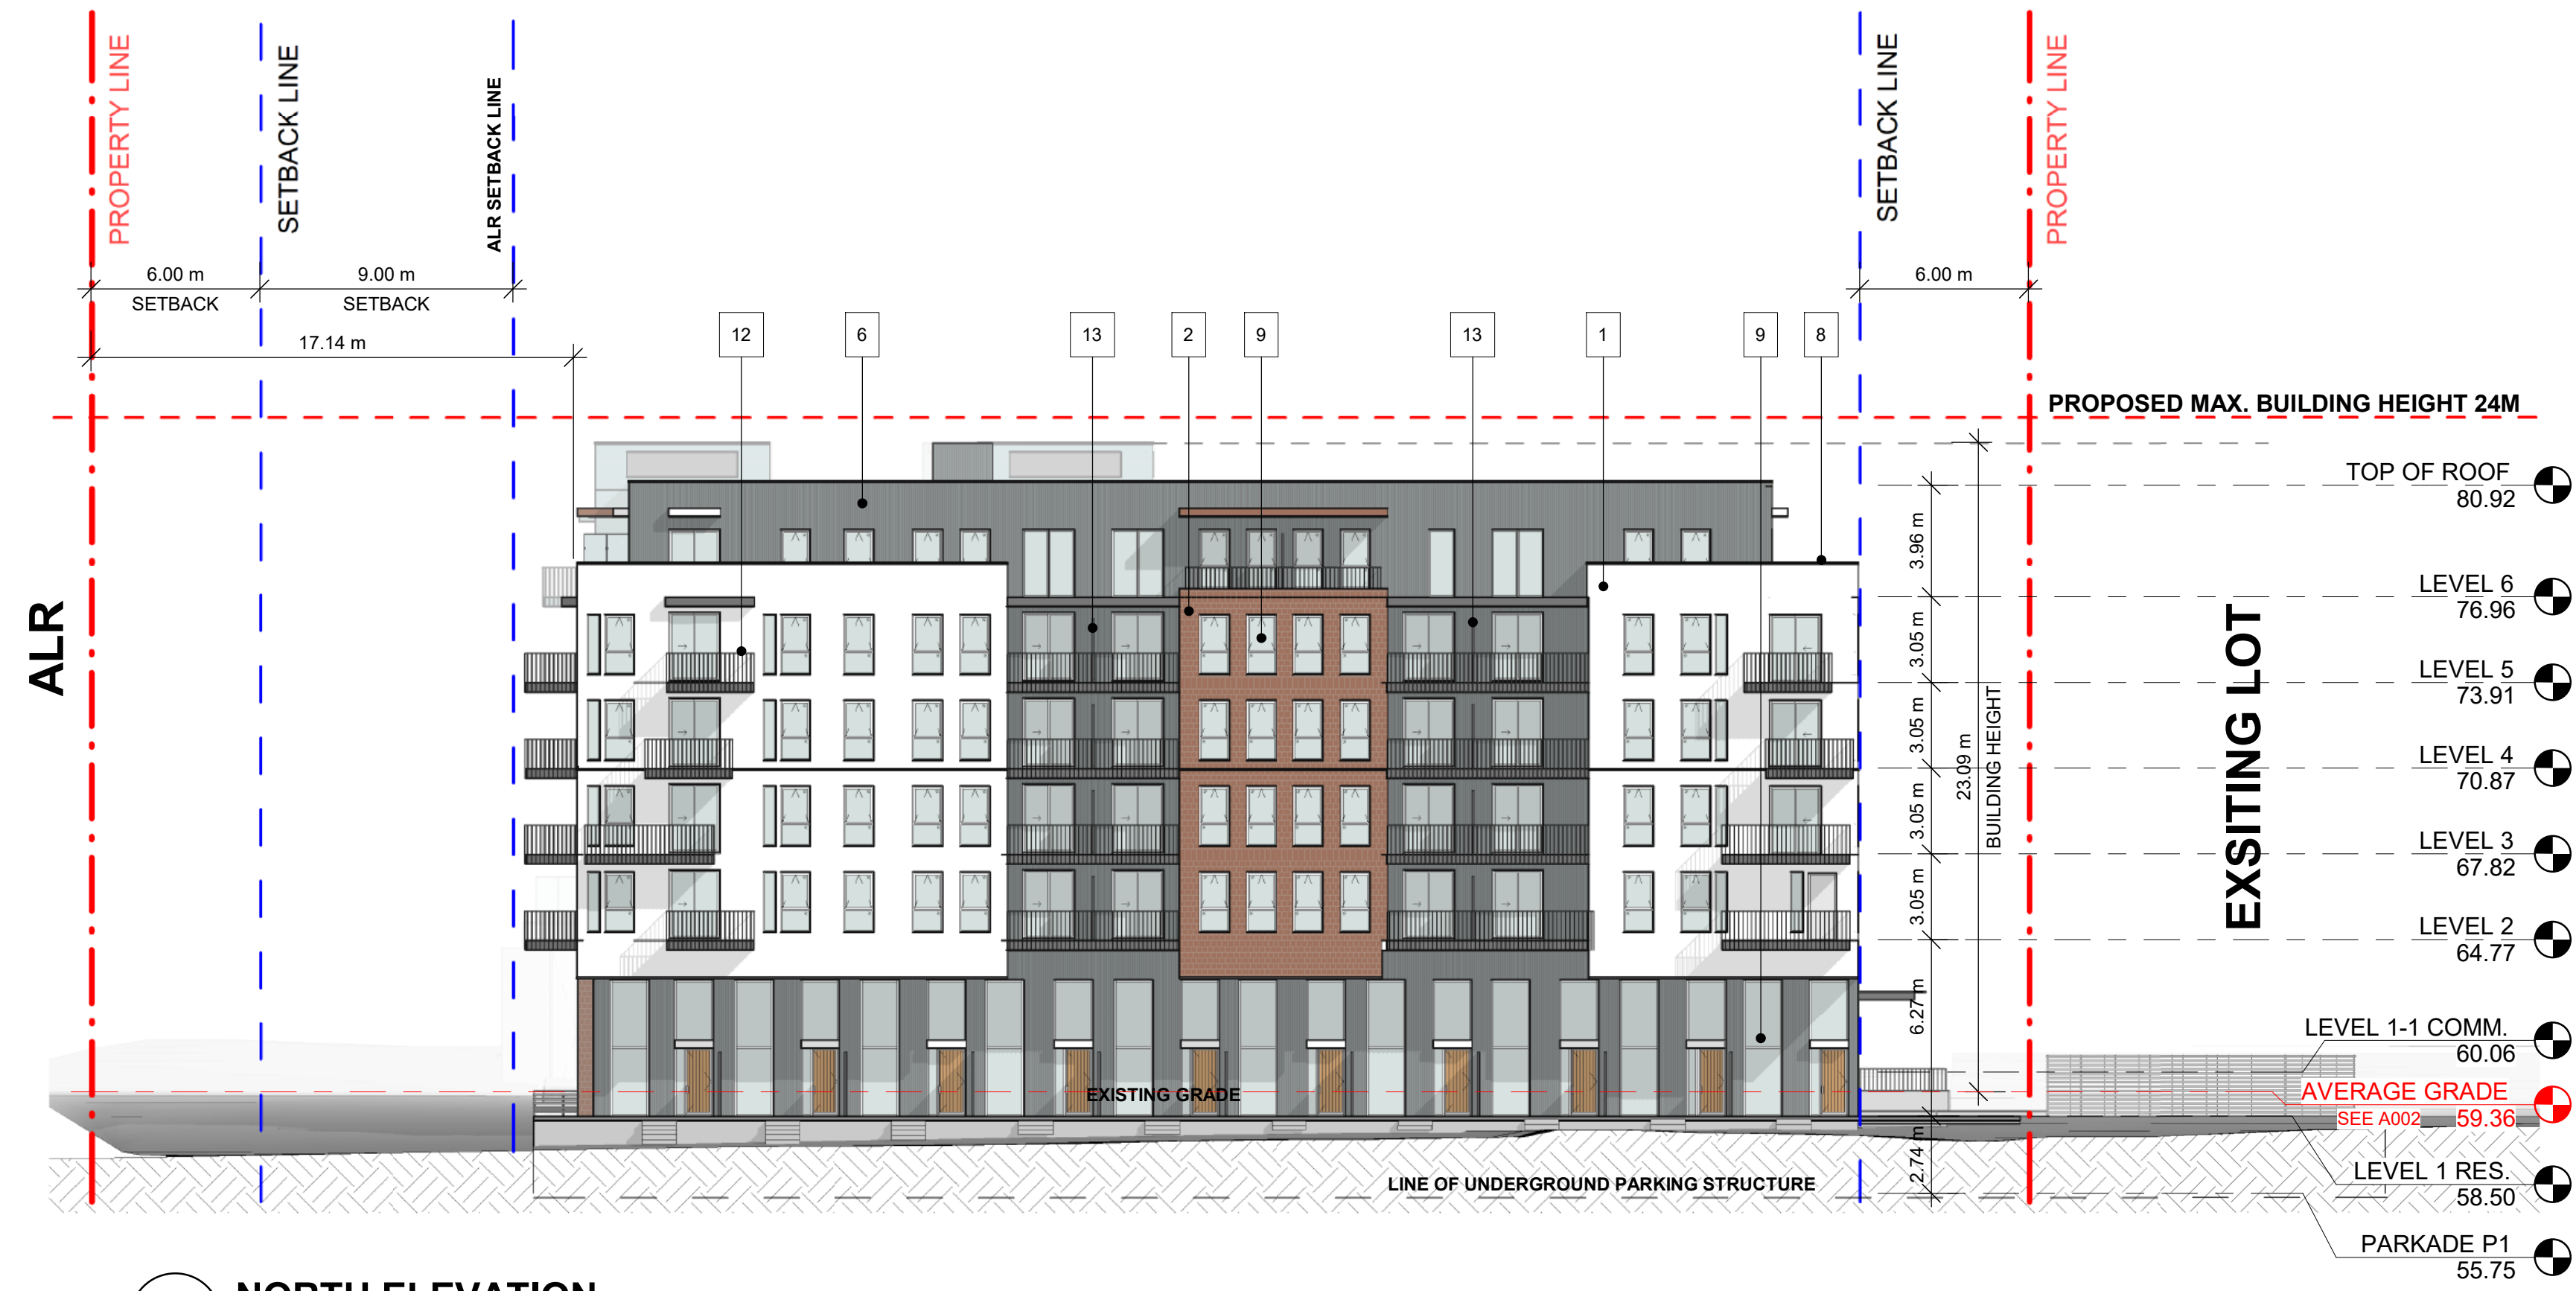 PROPERTY LINE
SETBACK LINE
ALR SETBACK LINE
SETBACK LINE
PROPERTY LINE
6.00 m
SETBACK
9.00 m
SETBACK
6.00 m
17.14 m
12
6
13
2
9
13
1
9
8
PROPOSED MAX. BUILDING HEIGHT 24M
TOP OF ROOF
80.92
3.96 m
LEVEL 6
76.96
3.05 m
LEVEL 5
73.91
3.05 m
LEVEL 4
70.87
3.05 m
LEVEL 3
67.82
3.05 m
LEVEL 2
64.77
6.27 m
23.09 m
BUILDING HEIGHT
ALR
EXSITING LOT
LEVEL 1-1 COMM.
60.06
AVERAGE GRADE
SEE A002 59.36
EXISTING GRADE
2.74 m
LEVEL 1 RES.
58.50
LINE OF UNDERGROUND PARKING STRUCTURE
PARKADE P1
55.75
NORTH ELEVATION